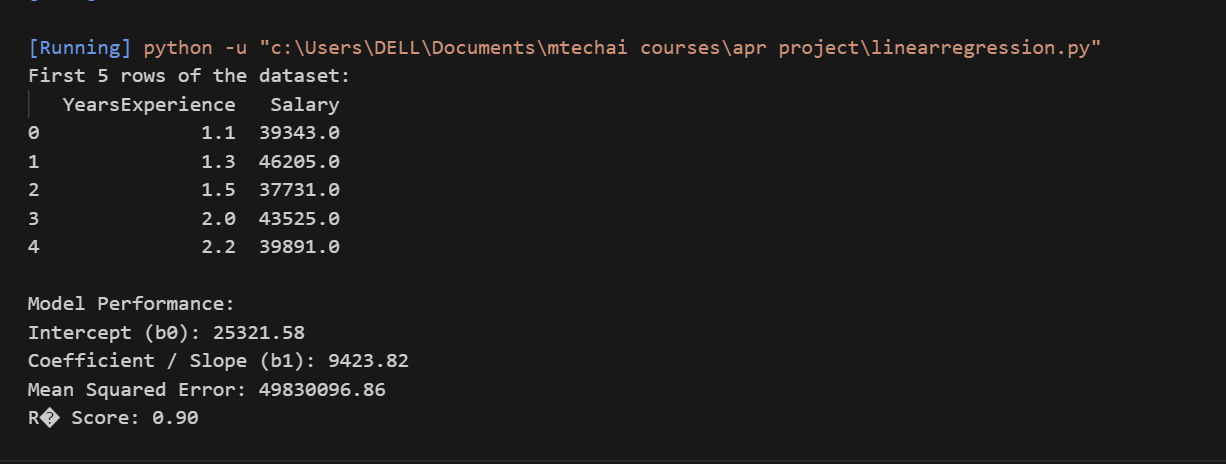 [Running] python -u "c:\Users\DELL\Documents\mtechai courses\apr project\linearregression.py"
First 5 rows of the dataset:
   YearsExperience   Salary
0              1.1  39343.0
1              1.3  46205.0
2              1.5  37731.0
3              2.0  43525.0
4              2.2  39891.0
Model Performance:
Intercept (b0): 25321.58
Coefficient / Slope (b1): 9423.82
Mean Squared Error: 49830096.86
R� Score: 0.90